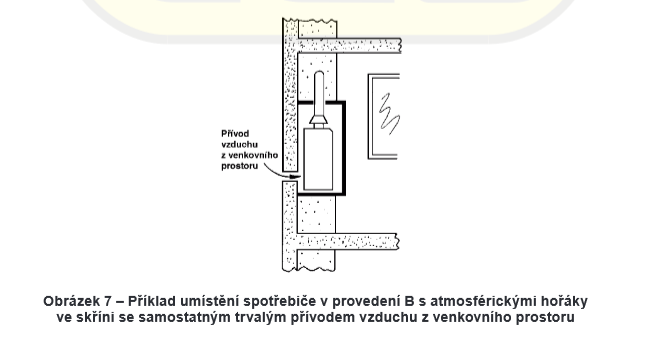 Přívod
vzduchu
z venkovního
prostoru
Obrázek 7 – Příklad umístění spotřebiče v provedení B s atmosférickými hořáky
ve skříni se samostatným trvalým přívodem vzduchu z venkovního prostoru